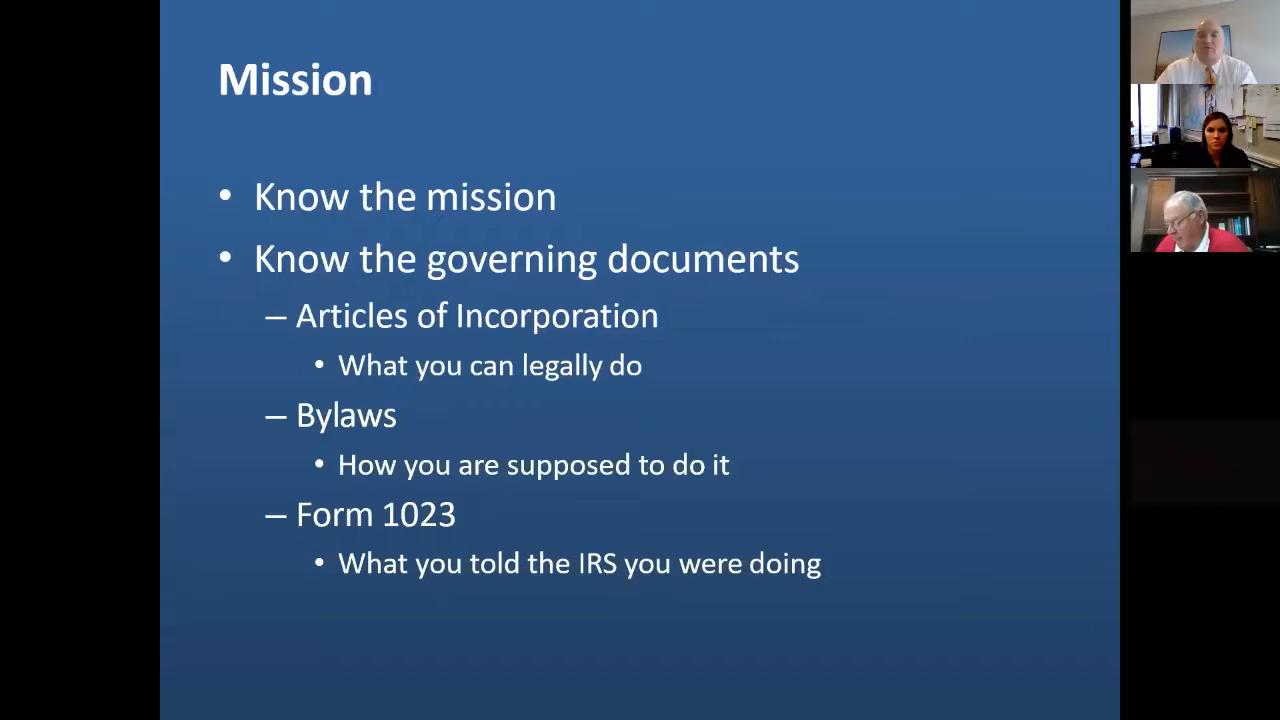 Mission
• Know the mission
• Know the governing documents
– Articles of Incorporation
• What you can legally do
– Bylaws
• How you are supposed to do it
– Form 1023
• What you told the IRS you were doing